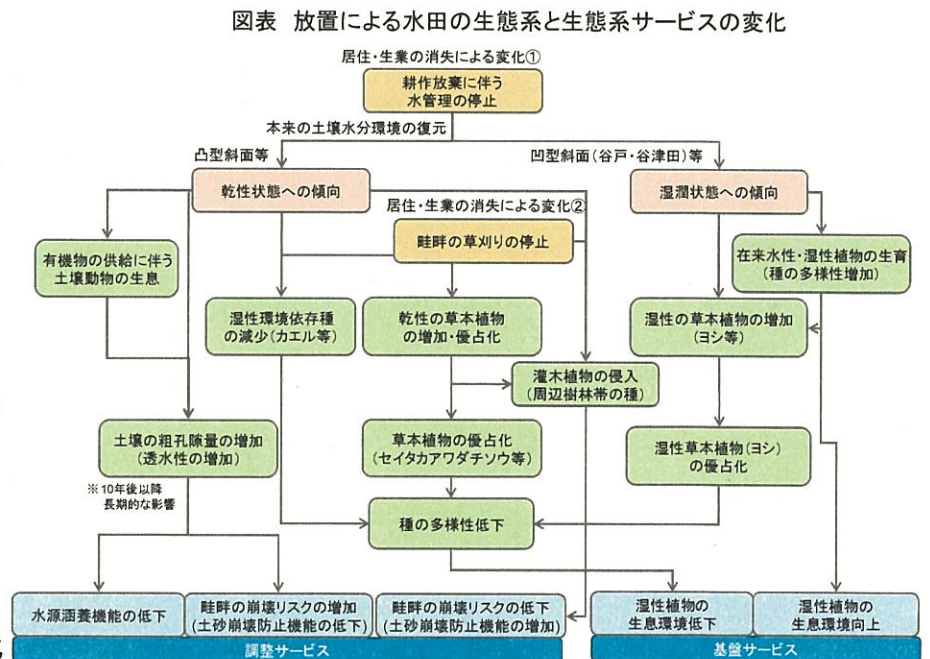 図表 放置による水田の生態系と生態系サービスの変化
居住・生業の消失による変化①
耕作放棄に伴う
水管理の停止
本来の土壌水分環境の復元
凸型斜面等
凹型斜面(谷戸・谷津田)等
乾性状態への傾向
湿潤状態への傾向
居住・生業の消失による変化②
畦畔の草刈りの停止
有機物の供給に伴う
土壌動物の生息
在来水性・湿性植物の生育
(種の多様性増加)
湿性環境依存種
の減少(カエル等)
乾性の草本植物
の増加・優占化
湿性の草本植物の増加
(ヨシ等)
灌木植物の侵入
(周辺樹林帯の種)
土壌の粗孔隙量の増加
(透水性の増加)
草本植物の優占化
(セイタカアワダチソウ等)
湿性草本植物(ヨシ)
の優占化
※10年後以降
長期的な影響
種の多様性低下
水源涵養機能の低下
畦畔の崩壊リスクの増加
(土砂崩壊防止機能の低下)
畦畔の崩壊リスクの低下
(土砂崩壊防止機能の増加)
湿性植物の
生息環境低下
湿性植物の
生息環境向上
調整サービス
基盤サービス